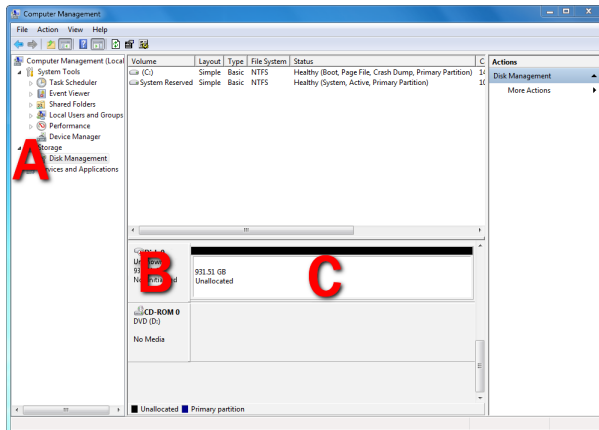 Computer Management
File Action View Help
Computer Management (Local
System Tools
Task Scheduler
Event Viewer
Shared Folders
Local Users and Groups
Performance
Device Manager
Storage
Disk Management
Services and Applications
A
Volume Layout Type File System Status C
(C:) Simple Basic NTFS Healthy (Boot, Page File, Crash Dump, Primary Partition) 14
System Reserved Simple Basic NTFS Healthy (System, Active, Primary Partition) 10
B
931.51 GB
Unallocated
C
CD-ROM 0
DVD (D:)
No Media
Unallocated Primary partition
Actions
Disk Management
More Actions